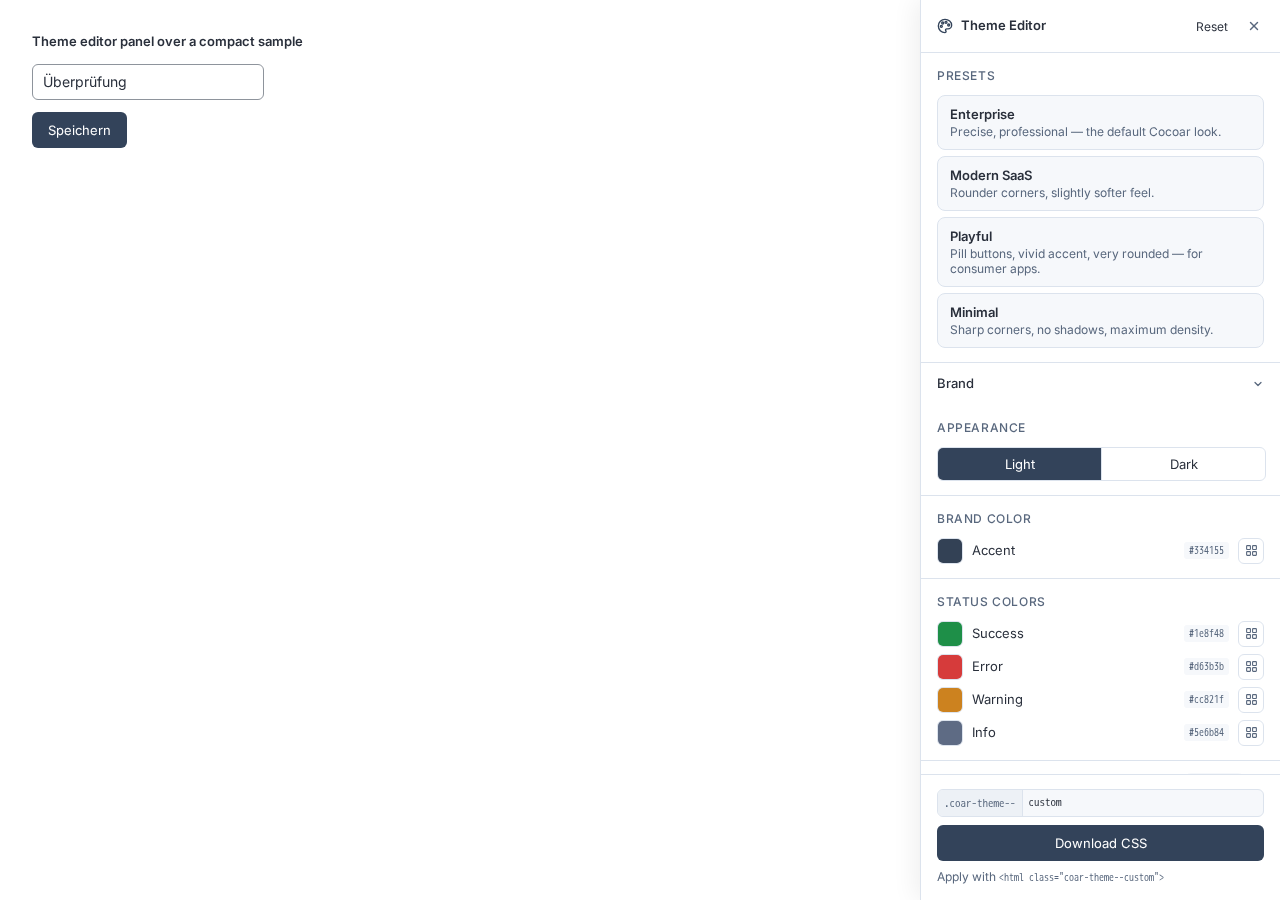 Theme editor panel over a compact sample
Überprüfung
Speichern
Theme Editor
Reset
PRESETS
Enterprise
Precise, professional — the default Cocoar look.
Modern SaaS
Rounder corners, slightly softer feel.
Playful
Pill buttons, vivid accent, very rounded — for
consumer apps.
Minimal
Sharp corners, no shadows, maximum density.
Brand
APPEARANCE
Light
Dark
BRAND COLOR
Accent
#334155
STATUS COLORS
Success
#1e8f48
Error
#d63b3b
Warning
#cc821f
Info
#5e6b84
.coar-theme--
custom
Download CSS
Apply with <html class="coar-theme--custom">